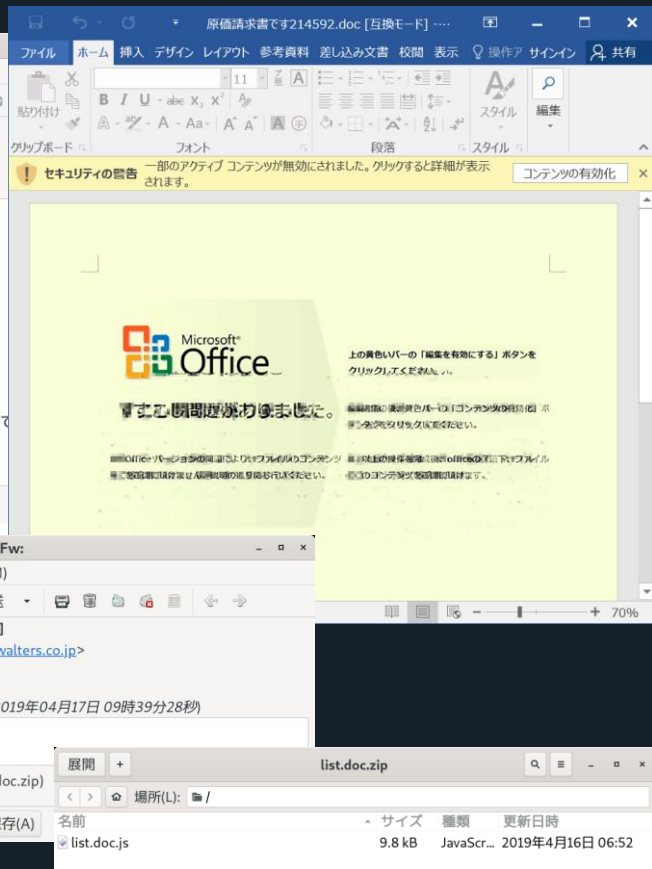 原価請求書です214592.doc [互換モード] -…
ファイル ホーム 挿入 デザイン レイアウト 参考資料 差し込み文書 校閲 表示 操作ア サインイン 共有
11
貼り付け
B I U abc X₂ X²
A Aa A A A
スタイル
編集
クリップボード フォント 段落 スタイル
セキュリティの警告 一部のアクティブ コンテンツが無効にされました。クリックすると詳細が表示されます。
コンテンツの有効化
Microsoft®
Office
上の黄色いバーの「編集を有効にする」ボタンを
クリックしてください。
70%
Fw:
walters.co.jp>
2019年04月17日 09時39分28秒)
doc.zip)
存(A)
展開 + list.doc.zip
場所(L): /
名前 サイズ 種類 更新日時
list.doc.js 9.8 kB JavaScr... 2019年4月16日 06:52